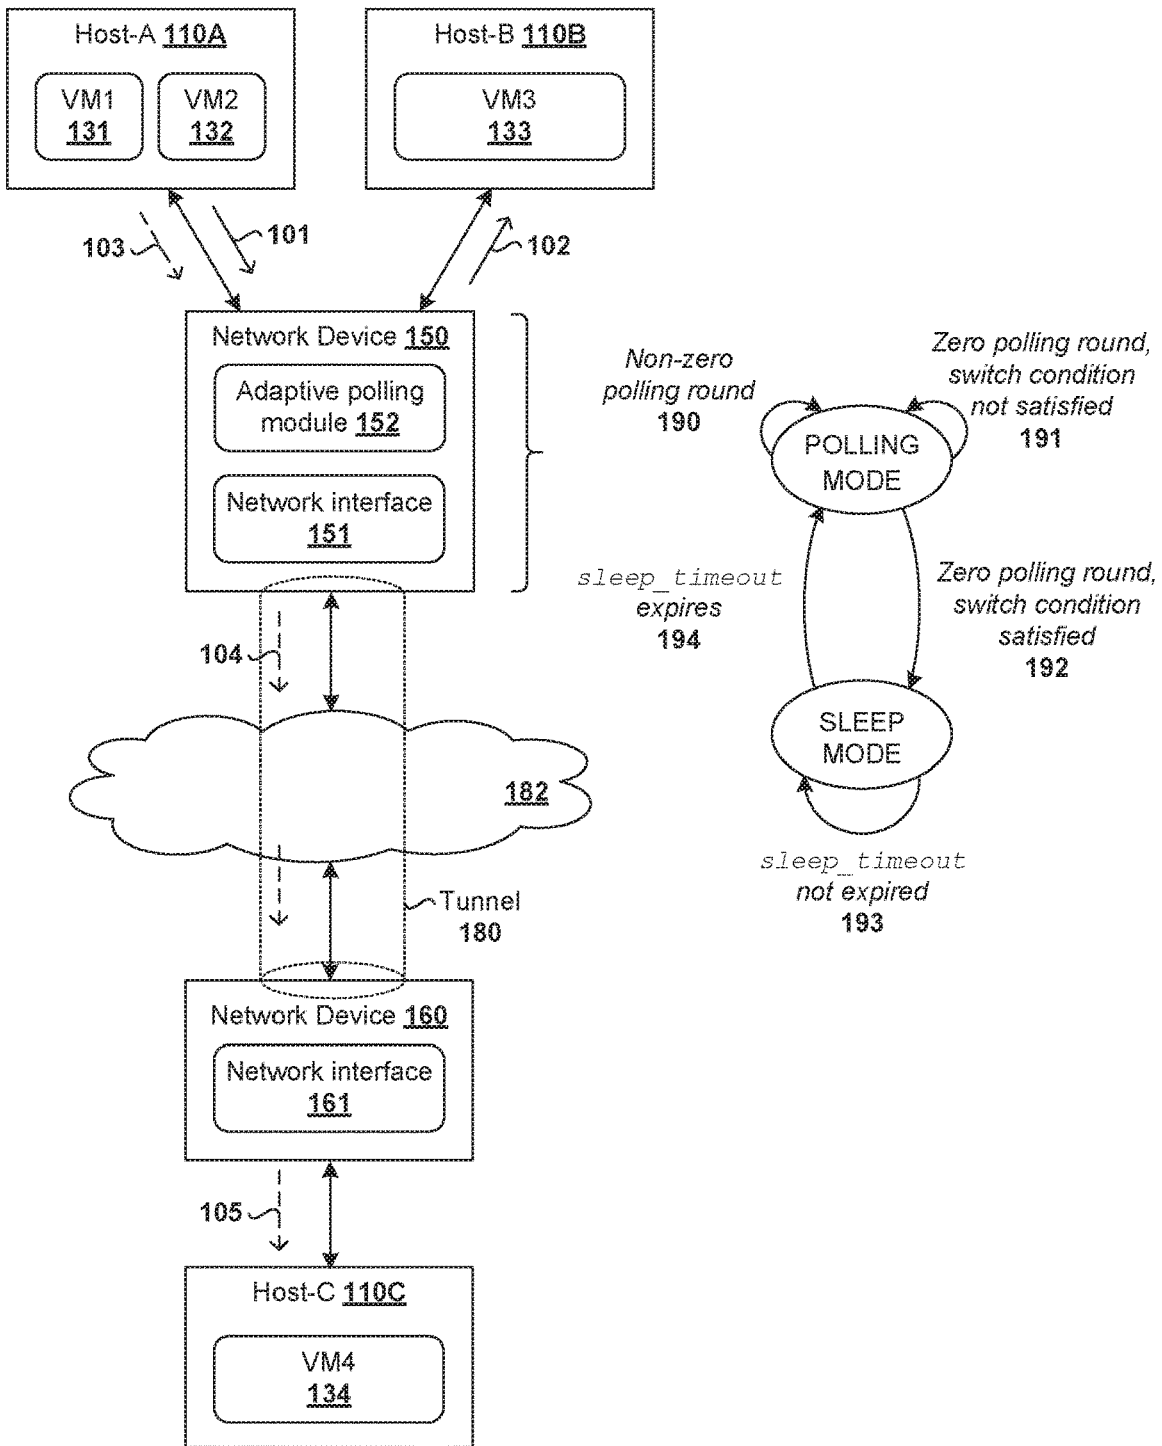 Host-A 110A
VM1
131
VM2
132
Host-B 110B
VM3
133
103
101
102
Network Device 150
Adaptive polling
module 152
Network interface
151
Non-zero
polling round
190
Zero polling round,
switch condition
not satisfied
191
POLLING
MODE
sleep_timeout
expires
194
Zero polling round,
switch condition
satisfied
192
SLEEP
MODE
sleep_timeout
not expired
193
104
182
Tunnel
180
Network Device 160
Network interface
161
105
Host-C 110C
VM4
134